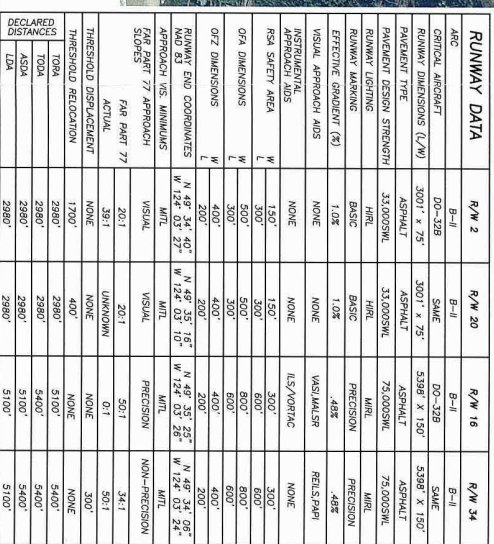 RUNWAY DATA R/W 2 R/W 20 R/W 16 R/W 34
ARC B-II B-II B-II B-II
CRITICAL AIRCRAFT DO-32B SAME DO-32B SAME
RUNWAY DIMENSIONS (L/W) 3001' x 75' 3001' x 75' 5398' X 150' 5398' X 150'
PAVEMENT TYPE ASPHALT ASPHALT ASPHALT ASPHALT
PAVEMENT DESIGN STRENGTH 33,000SWL 33,000SWL 75,000SWL 75,000SWL
RUNWAY LIGHTING HIRL HIRL MIRL MIRL
RUNWAY MARKING BASIC BASIC PRECISION PRECISION
EFFECTIVE GRADIENT (%) 1.0% 1.0% .48% .48%
VISUAL APPROACH AIDS NONE NONE VASI,MALSR REILS,PAPI
INSTRUMENTAL
APPROACH AIDS NONE NONE ILS/VORTAC NONE
RSA SAFETY AREA W 150' 150' 300' 300'
L 300' 300' 600' 600'
OFA DIMENSIONS W 500' 500' 800' 800'
L 300' 300' 600' 600'
OFZ DIMENSIONS W 400' 400' 400' 400'
L 200' 200' 200' 200'
RUNWAY END COORDINATES N 49° 34' 40" N 49° 35' 16" N 49° 35' 25" N 49° 34' 06"
NAD 83 W 124° 03' 27" W 124° 03' 10" W 124° 03' 26" W 124° 03' 24"
APPROACH VIS. MINIMUMS MITL MITL MITL MITL
FAR PART 77 APPROACH VISUAL VISUAL PRECISION NON-PRECISION
SLOPES
FAR PART 77 20:1 20:1 50:1 34:1
ACTUAL 39:1 UNKNOWN 0:1 50:1
THRESHOLD DISPLACEMENT NONE NONE NONE 300'
THRESHOLD RELOCATION 1700' 400' NONE NONE
DECLARED
DISTANCES
TORA 2980' 2980' 5100' 5400'
TODA 2980' 2980' 5400' 5400'
ASDA 2980' 2980' 5100' 5400'
LDA 2980' 2980' 5100' 5100'